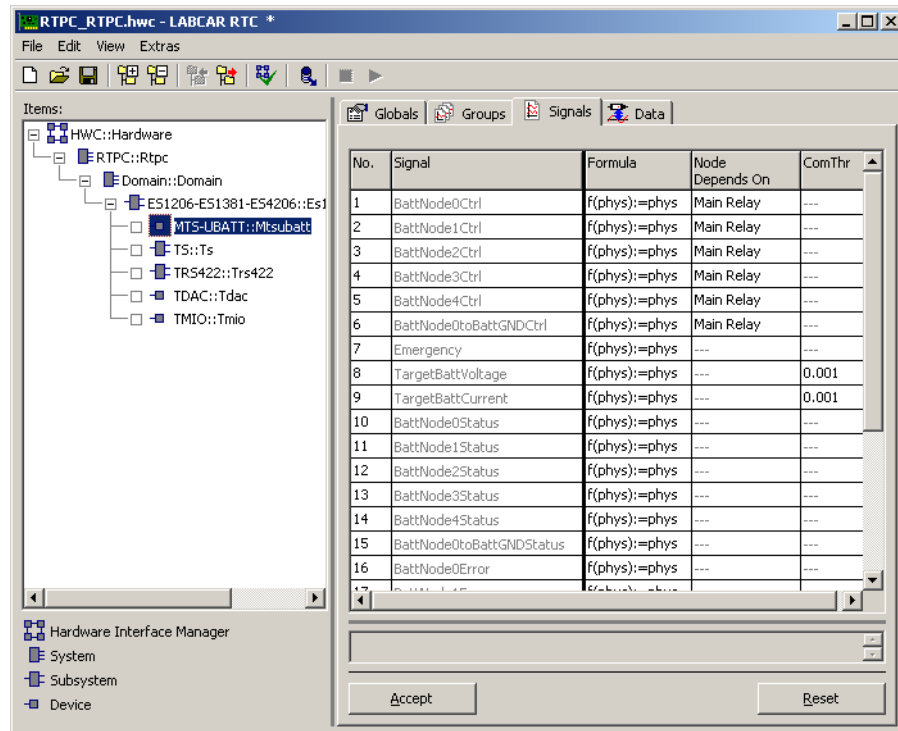 RTPC_RTPC.hwc - LABCAR RTC *
File Edit View Extras
Items:
HWC::Hardware
RTPC::Rtpc
Domain::Domain
ES1206-ES1381-ES4206::Es1
MTS-UBATT::Mtsubatt
TS::Ts
TRS422::Trs422
TDAC::Tdac
TMIO::Tmio
Hardware Interface Manager
System
Subsystem
Device
Globals Groups Signals Data
No. Signal Formula Node Depends On ComThr
1 BattNode0Ctrl f(phys):=phys Main Relay ---
2 BattNode1Ctrl f(phys):=phys Main Relay ---
3 BattNode2Ctrl f(phys):=phys Main Relay ---
4 BattNode3Ctrl f(phys):=phys Main Relay ---
5 BattNode4Ctrl f(phys):=phys Main Relay ---
6 BattNode0toBattGNDCtrl f(phys):=phys Main Relay ---
7 Emergency f(phys):=phys --- ---
8 TargetBattVoltage f(phys):=phys --- 0.001
9 TargetBattCurrent f(phys):=phys --- 0.001
10 BattNode0Status f(phys):=phys --- ---
11 BattNode1Status f(phys):=phys --- ---
12 BattNode2Status f(phys):=phys --- ---
13 BattNode3Status f(phys):=phys --- ---
14 BattNode4Status f(phys):=phys --- ---
15 BattNode0toBattGNDStatus f(phys):=phys --- ---
16 BattNode0Error f(phys):=phys --- ---
Accept Reset